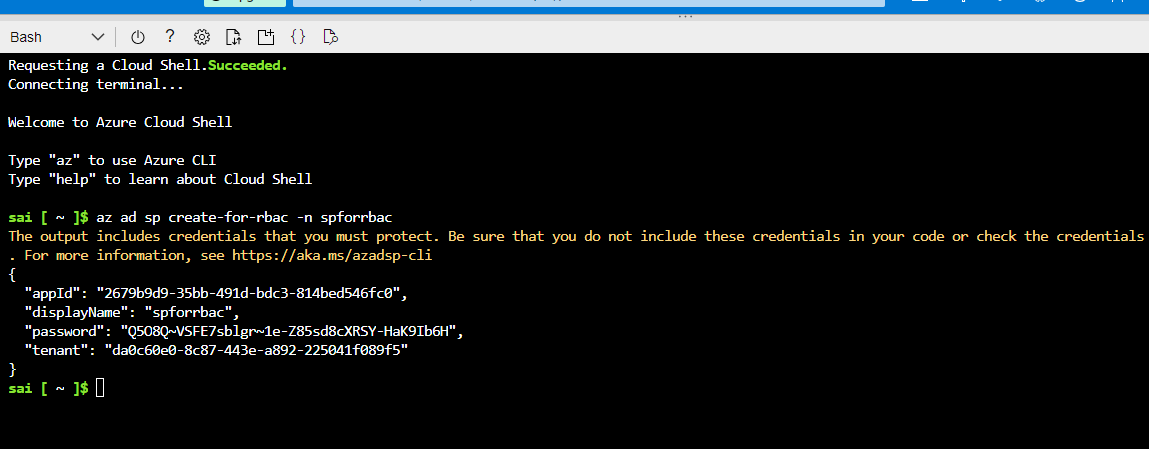 Bash
Requesting a Cloud Shell.Succeeded.
Connecting terminal...
Welcome to Azure Cloud Shell
Type "az" to use Azure CLI
Type "help" to learn about Cloud Shell
sai [ ~ ]$ az ad sp create-for-rbac -n spforrbac
The output includes credentials that you must protect. Be sure that you do not include these credentials in your code or check the credentials
. For more information, see https://aka.ms/azadsp-cli
{
"appId": "2679b9d9-35bb-491d-bdc3-814bed546fc0",
"displayName": "spforrbac",
"password": "Q5O8Q~VSFE7sblgr~1e-Z85sd8cXRSY-HaK9Ib6H",
"tenant": "da0c60e0-8c87-443e-a892-225041f089f5"
}
sai [ ~ ]$